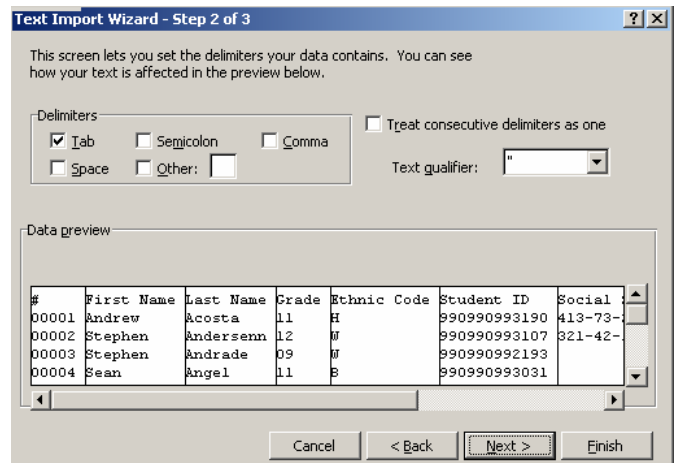 Text Import Wizard - Step 2 of 3
This screen lets you set the delimiters your data contains. You can see
how your text is affected in the preview below.
Delimiters
Tab Semicolon Comma
Space Other:
Treat consecutive delimiters as one
Text qualifier: "
Data preview
# First Name Last Name Grade Ethnic Code Student ID Social
00001 Andrew Acosta 11 H 990990993190 413-73-
00002 Stephen Andersenn 12 W 990990993107 321-42-
00003 Stephen Andrade 09 W 990990992193
00004 Sean Angel 11 B 990990993031
Cancel < Back Next > Finish